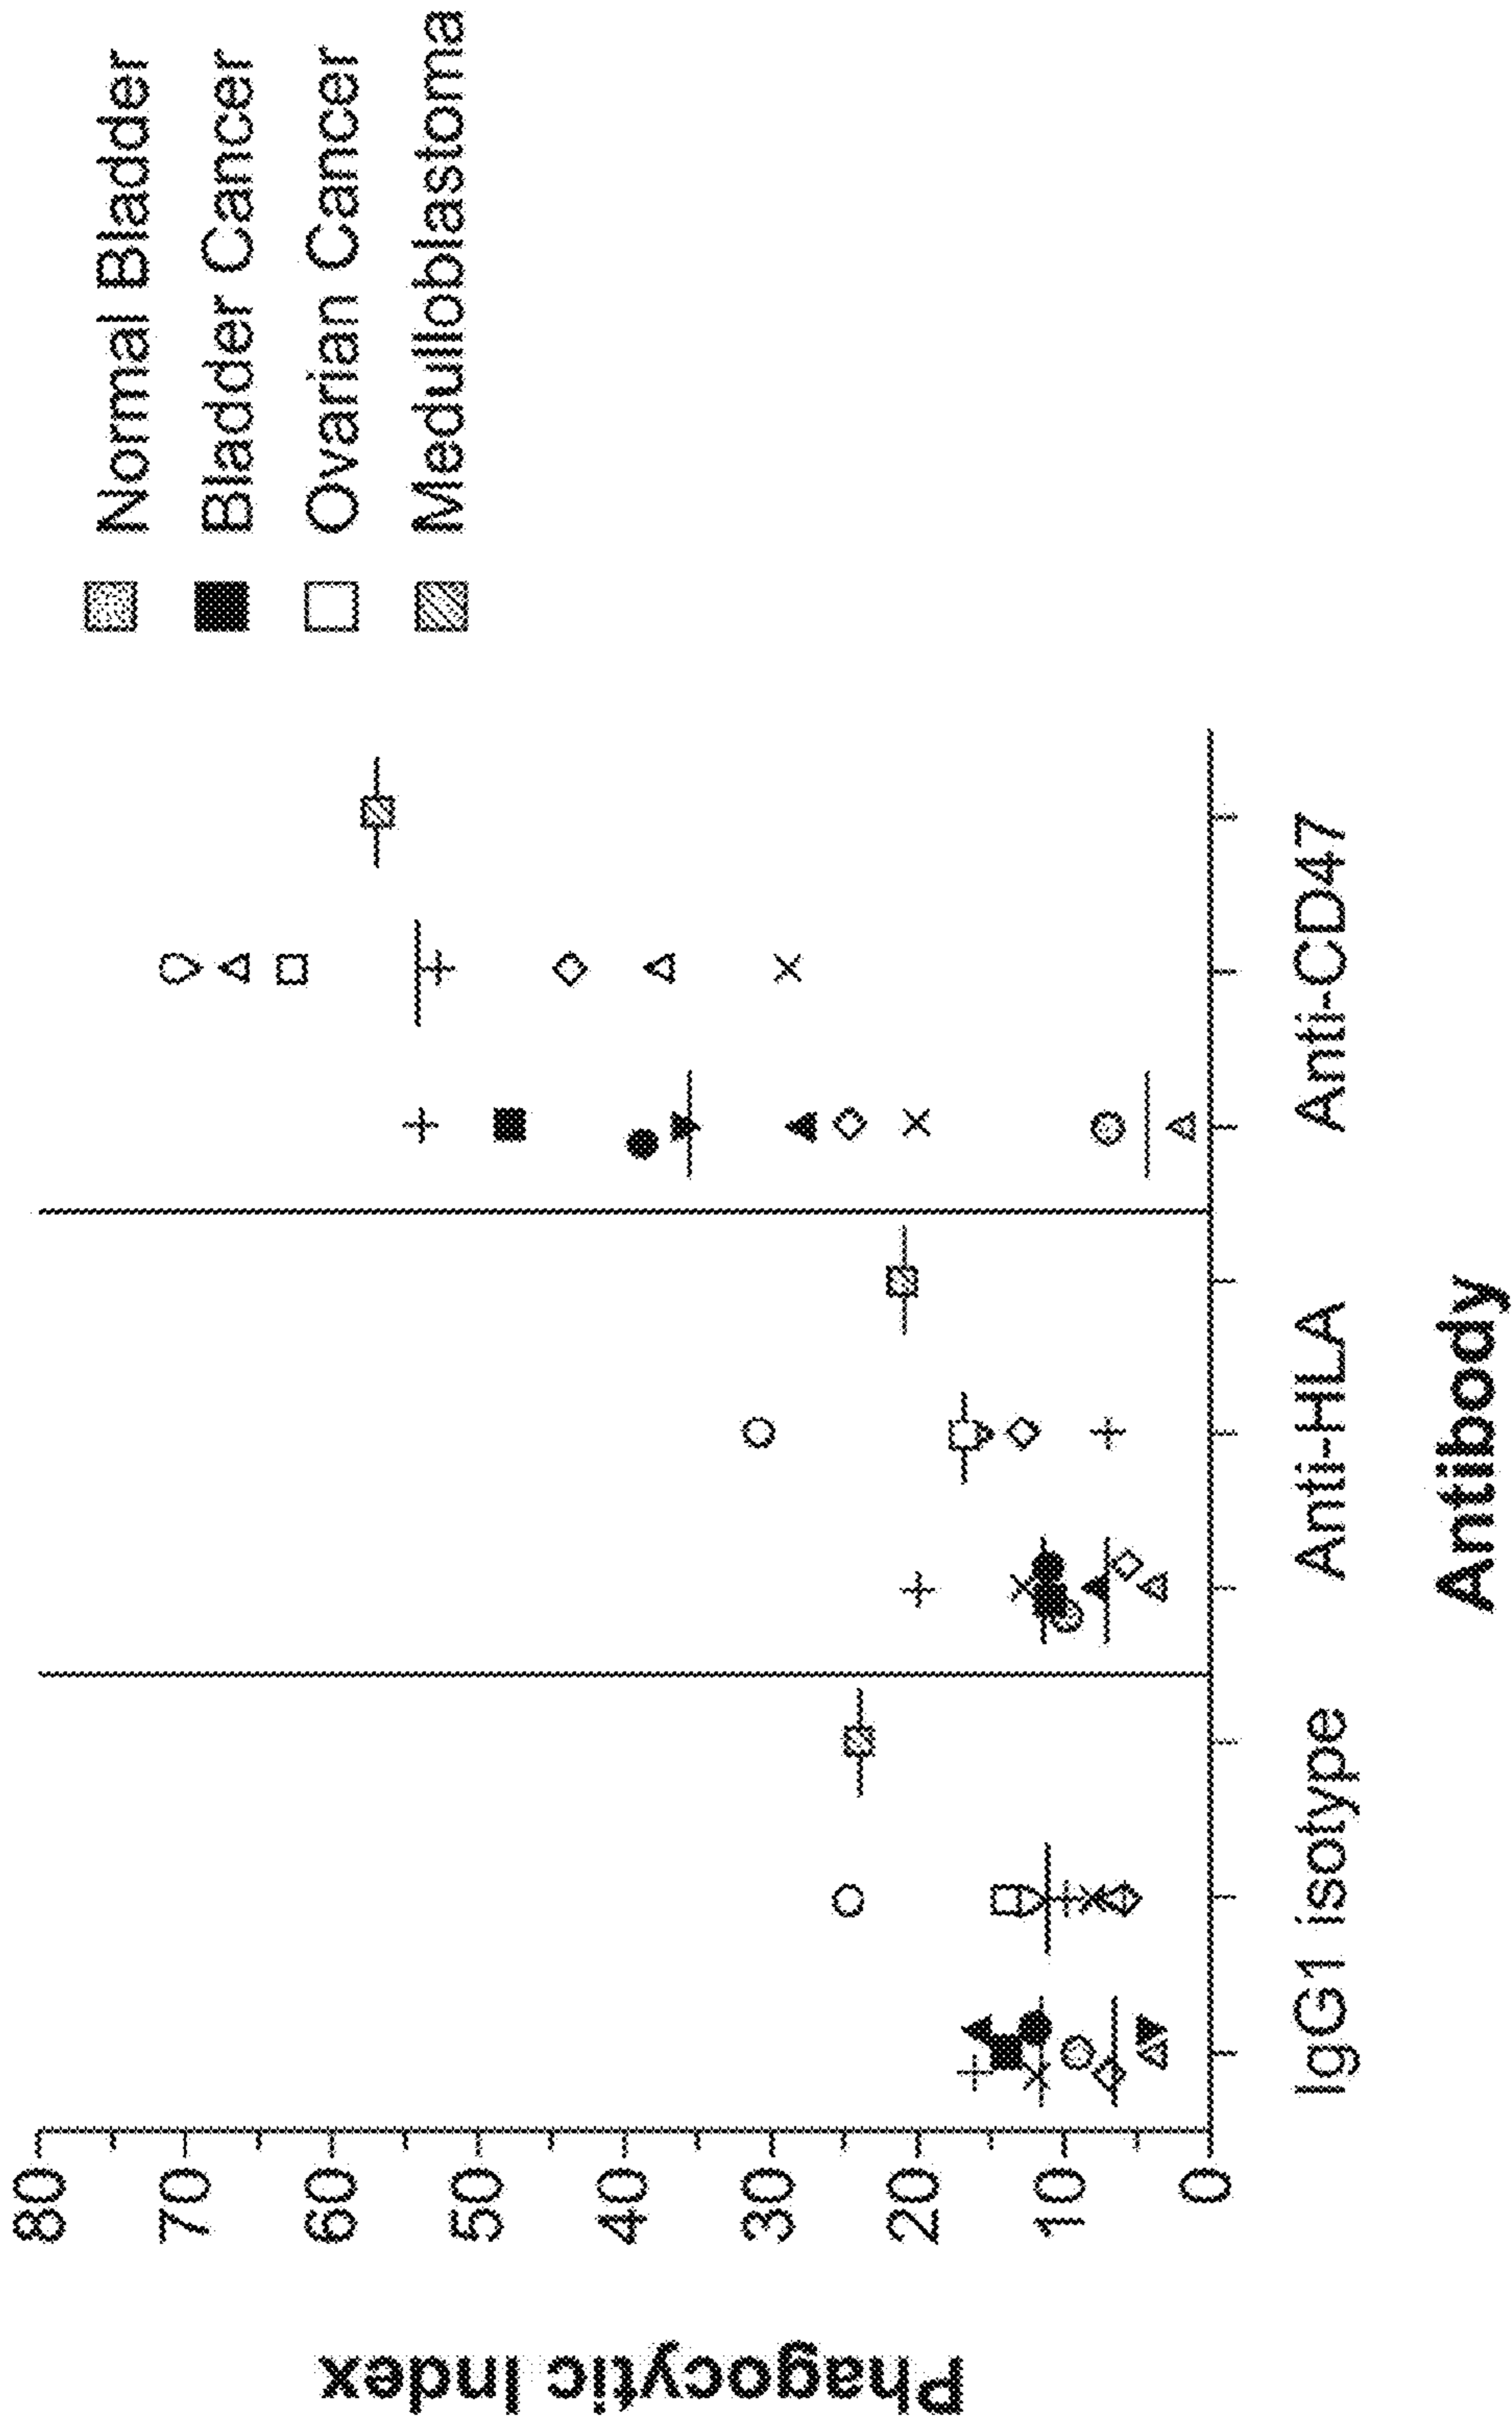 Phagocytic Index
80
70
60
50
40
30
20
10
0
IgG1 isotype
Anti-HLA
Anti-CD47
Antibody
Normal Bladder
Bladder Cancer
Ovarian Cancer
Medulloblastoma